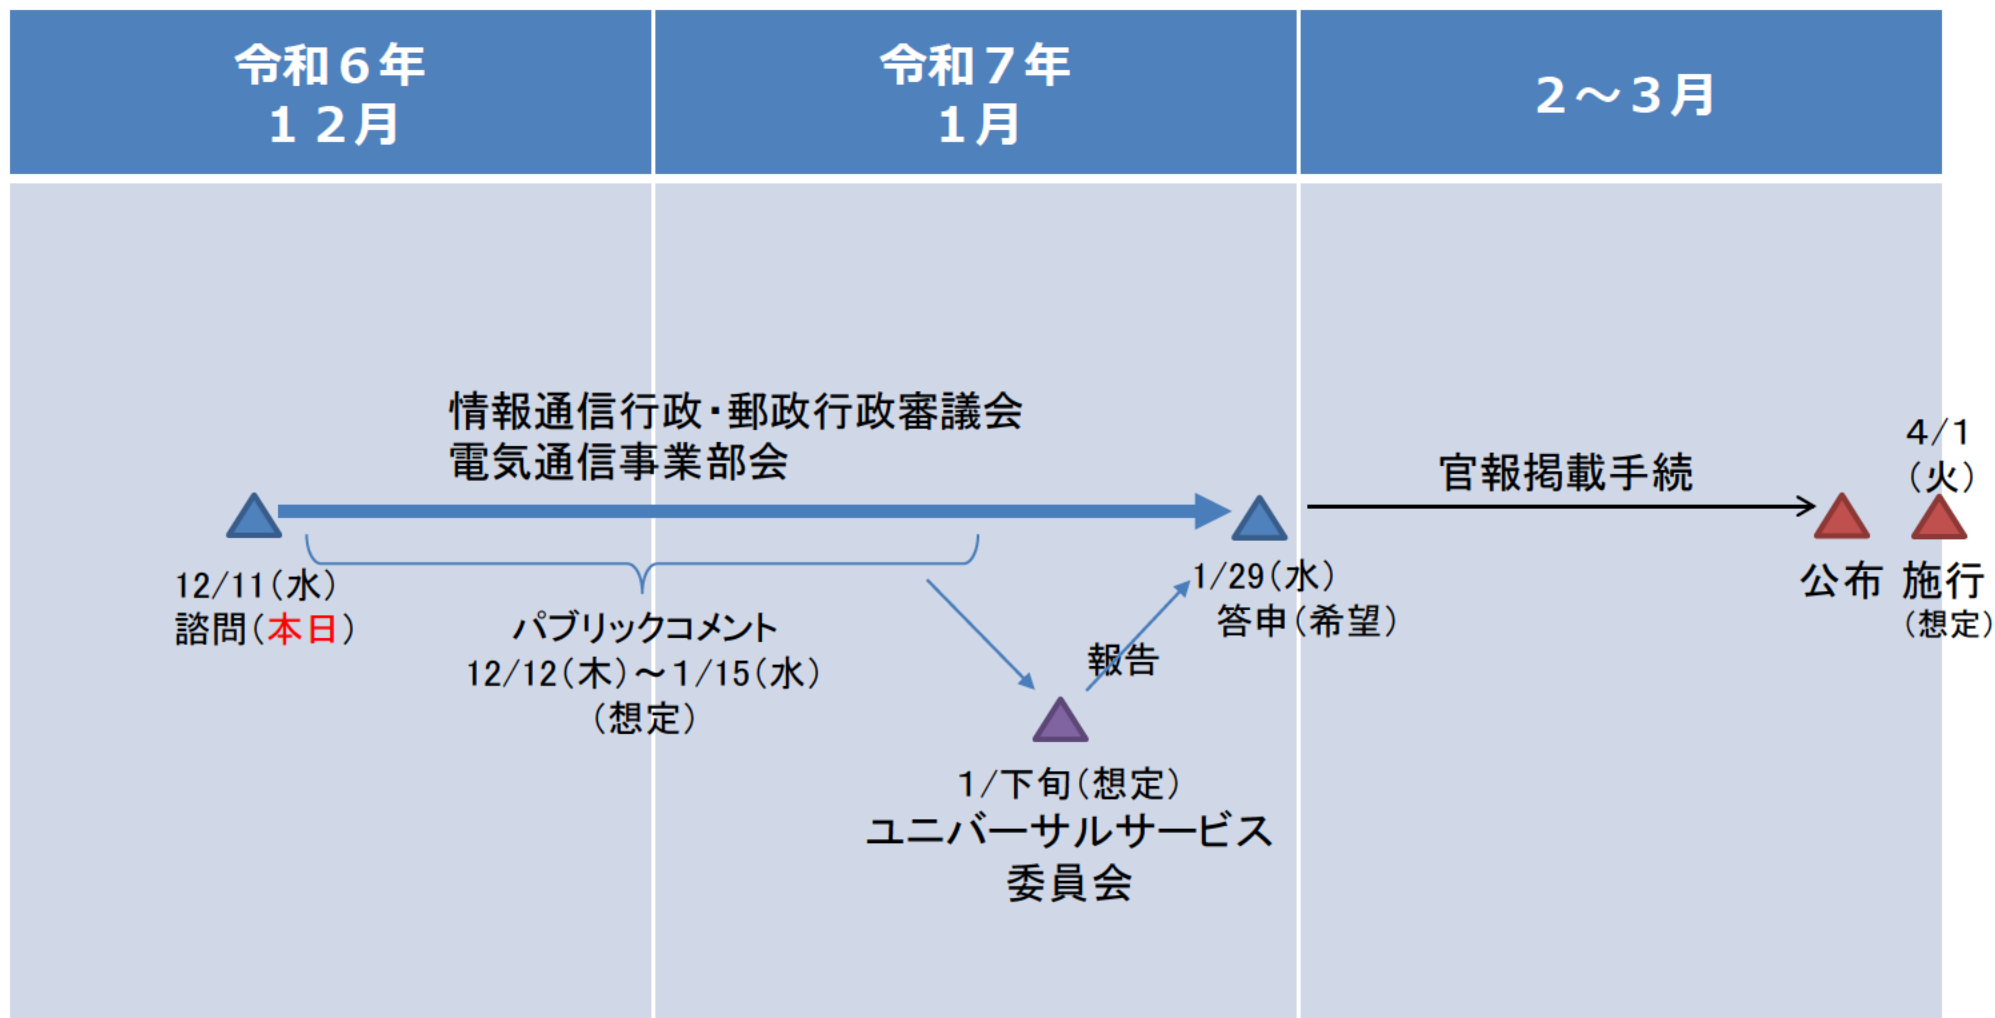 令和６年
１２月
令和７年
１月
２～３月
情報通信行政・郵政行政審議会
電気通信事業部会
12/11(水)
諮問(本日)
パブリックコメント
12/12(木)～1/15(水)
(想定)
報告
1/29(水)
答申(希望)
1/下旬(想定)
ユニバーサルサービス
委員会
官報掲載手続
公布
4/1
(火)
施行
(想定)